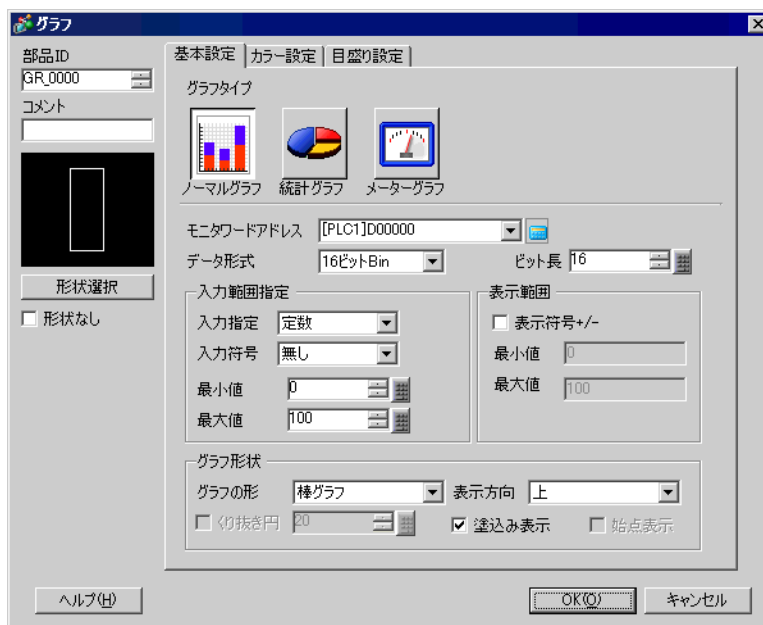 グラフ
部品ID
GR_0000
コメント
形状選択
形状なし
基本設定 カラー設定 目盛り設定
グラフタイプ
ノーマルグラフ 統計グラフ メーターグラフ
モニタワードアドレス [PLC1]D00000
データ形式 16ビットBin ビット長 16
入力範囲指定
入力指定 定数
入力符号 無し
最小値 0
最大値 100
表示範囲
表示符号+/-
最小値 0
最大値 100
グラフ形状
グラフの形 棒グラフ 表示方向 上
くり抜き円 20 塗込み表示 始点表示
ヘルプ(H) OK(O) キャンセル